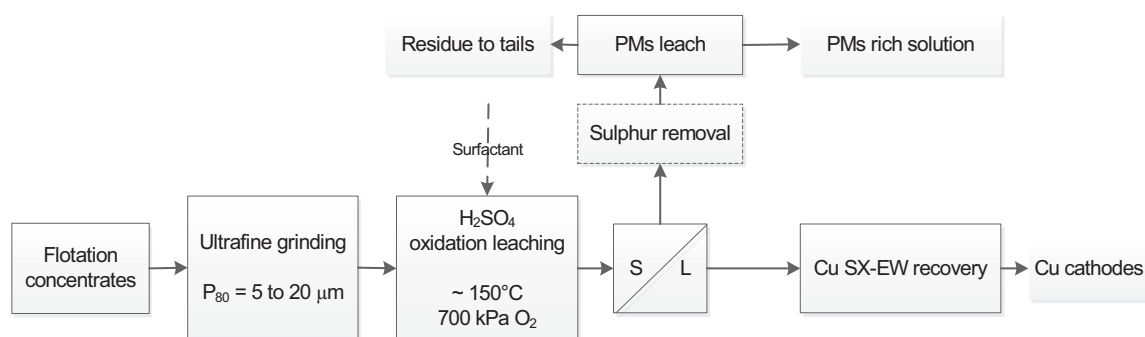 Residue to tails
PMs leach
PMs rich solution
Sulphur removal
Surfactant
Flotation
concentrates
Ultrafine grinding
P₈₀ = 5 to 20 μm
H₂SO₄
oxidation leaching
~ 150°C
700 kPa O₂
S
L
Cu SX-EW recovery
Cu cathodes